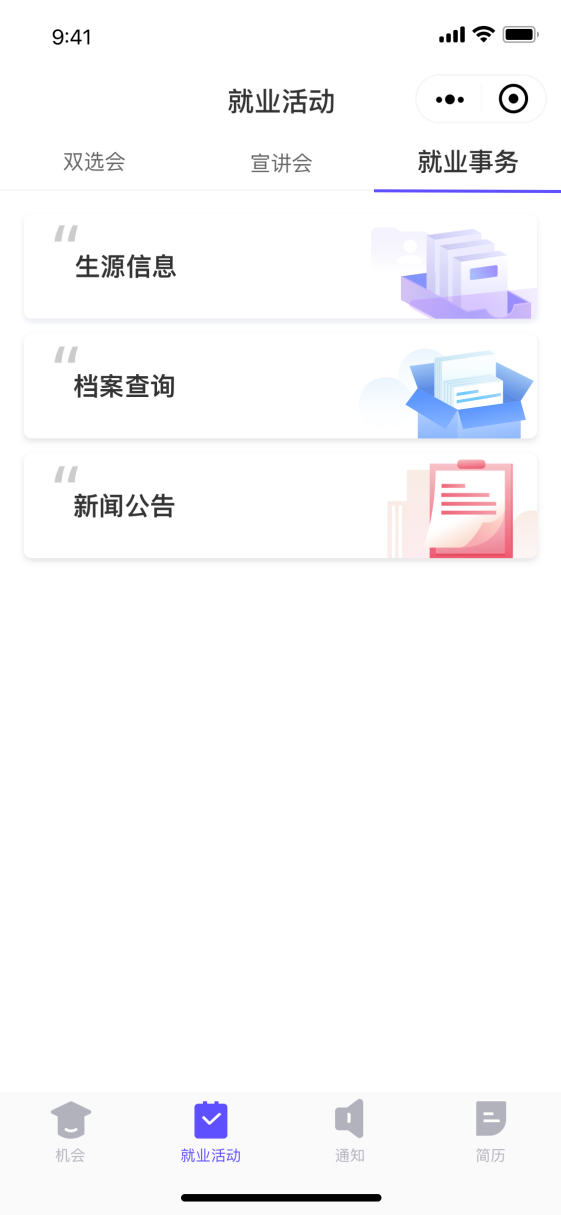 9:41
就业活动
双选会
宣讲会
就业事务
“
生源信息
“
档案查询
“
新闻公告
机会
就业活动
通知
简历